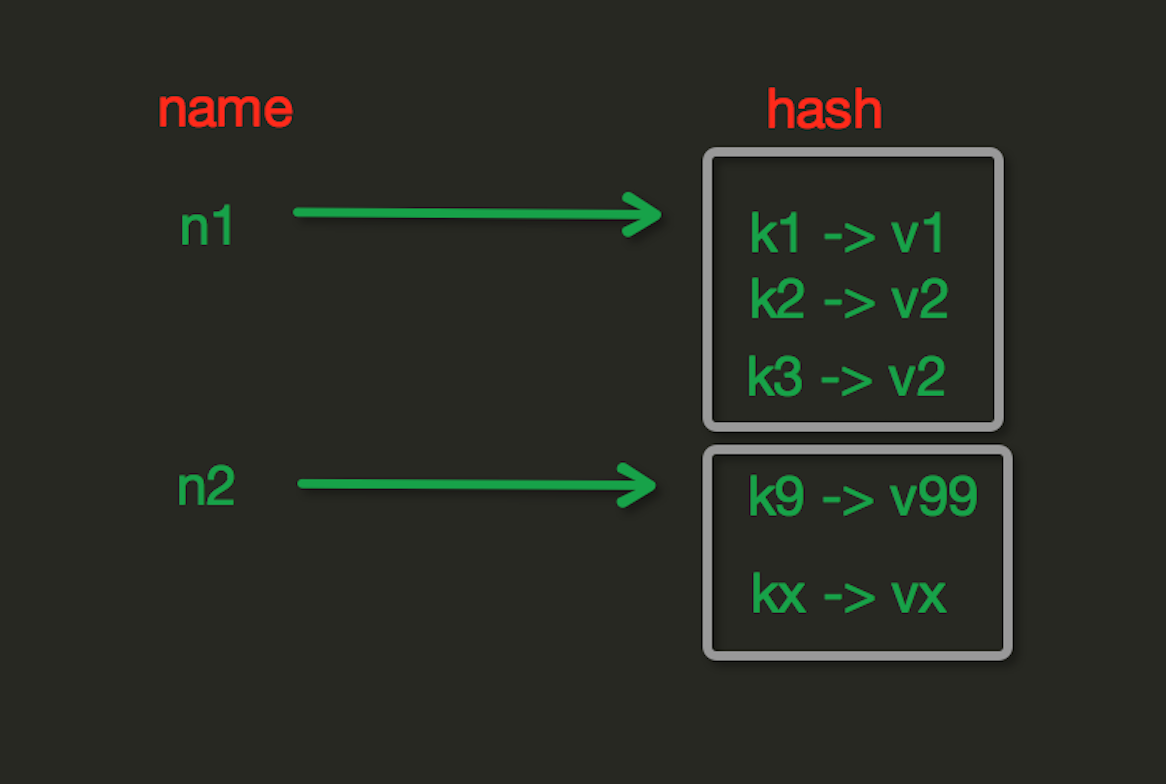 name hash
n1
k1 -> v1
k2 -> v2
k3 -> v2
n2
k9 -> v99
kx -> vx